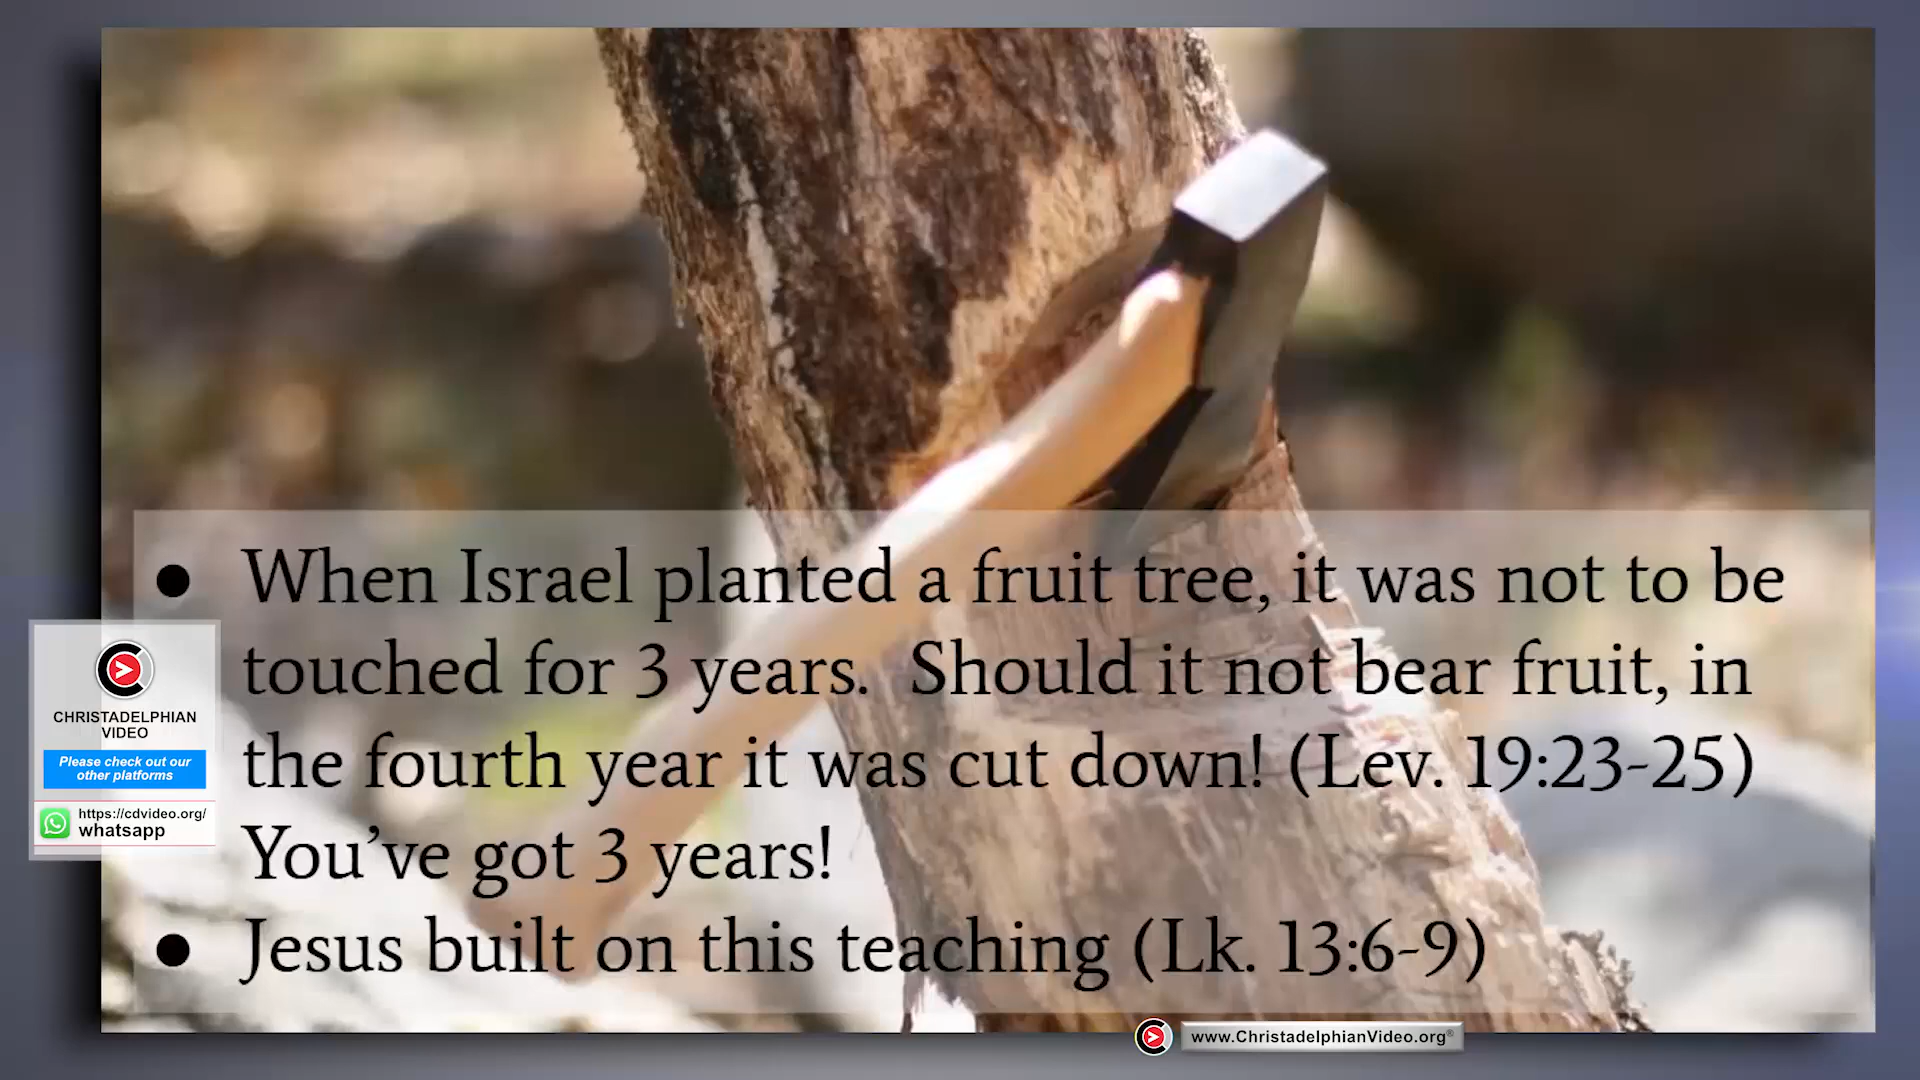 ● When Israel planted a fruit tree, it was not to be
touched for 3 years. Should it not bear fruit, in
the fourth year it was cut down! (Lev. 19:23-25)
You’ve got 3 years!
● Jesus built on this teaching (Lk. 13:6-9)
CHRISTADELPHIAN
VIDEO
Please check out our
other platforms
https://cdvideo.org/
whatsapp
www.ChristadelphianVideo.org®